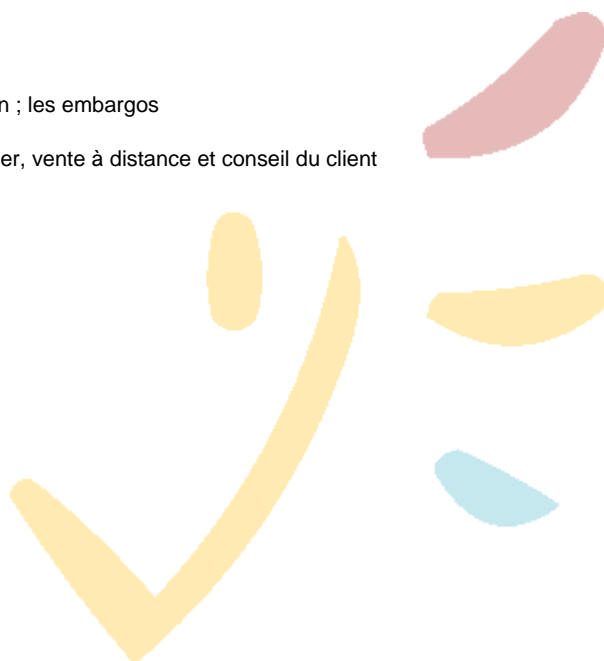 n ; les embargos
er, vente à distance et conseil du client